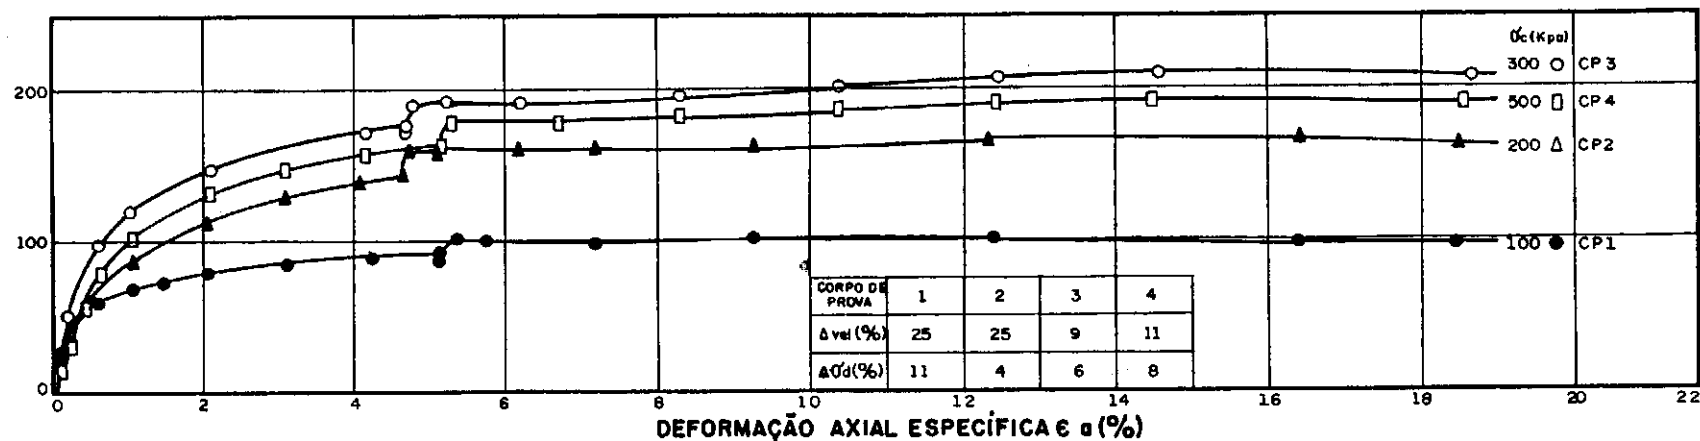 σ'c (Kpa)
300 ○ CP3
200
500 ▯ CP4
200 Δ CP2
100
100 ● CP1
CORPO DE PROVA 1 2 3 4
Δ vel (%) 25 25 9 11
Δσd (%) 11 4 6 8
0
0 2 4 6 8 10 12 14 16 18 20 22
DEFORMAÇÃO AXIAL ESPECÍFICA Є a (%)